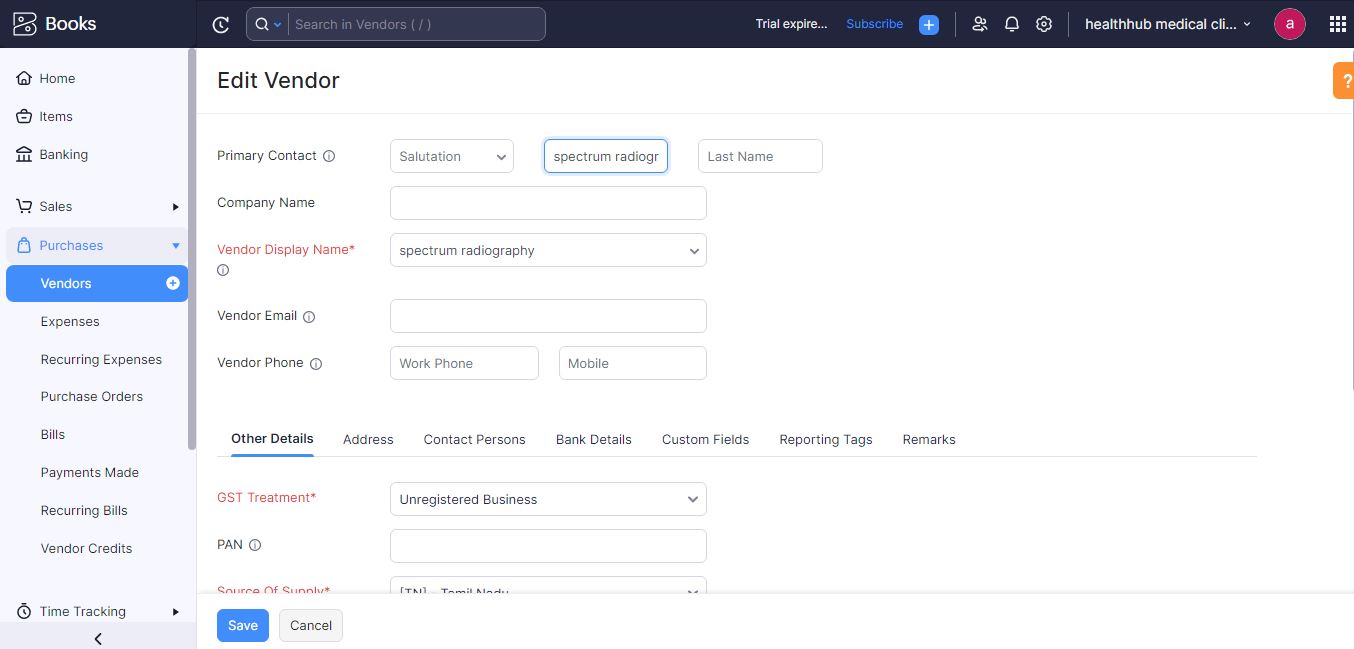 Books
Search in Vendors ( / )
Trial expire...
Subscribe
healthhub medical cli...
a
Home
Items
Banking
Sales
Purchases
Vendors
Expenses
Recurring Expenses
Purchase Orders
Bills
Payments Made
Recurring Bills
Vendor Credits
Time Tracking
Edit Vendor
?
Primary Contact
Salutation
spectrum radiogr
Last Name
Company Name
Vendor Display Name*
spectrum radiography
Vendor Email
Vendor Phone
Work Phone
Mobile
Other Details
Address
Contact Persons
Bank Details
Custom Fields
Reporting Tags
Remarks
GST Treatment*
Unregistered Business
PAN
Source Of Supply*
[TN] - Tamil Nadu
Save
Cancel